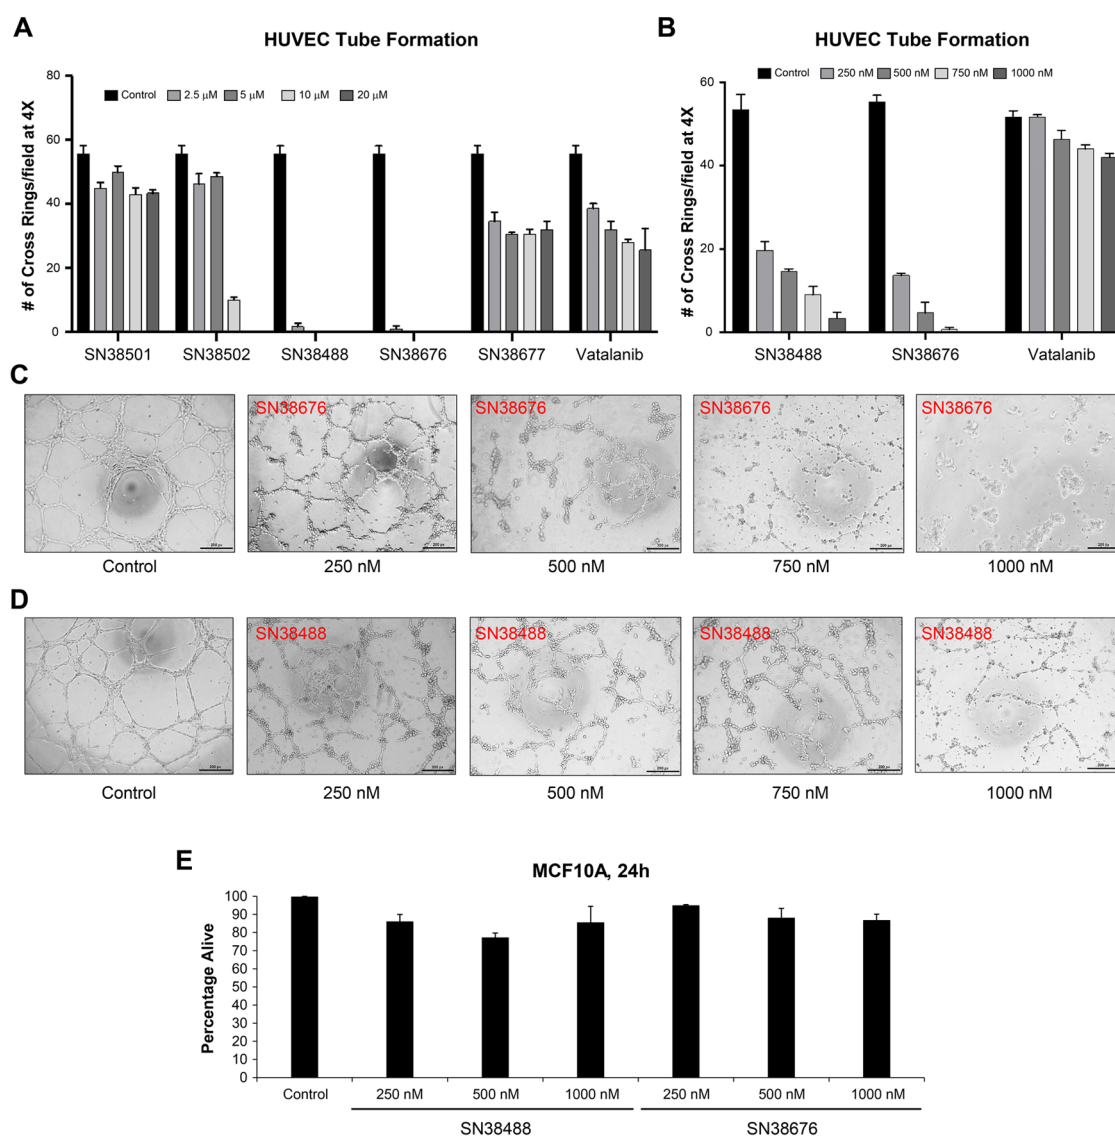 A
HUVEC Tube Formation
# of Cross Rings/field at 4X
80
60
40
20
0
Control 2.5 µM 5 µM 10 µM 20 µM
SN38501 SN38502 SN38488 SN38676 SN38677 Vatalanib
B
HUVEC Tube Formation
# of Cross Rings/field at 4X
60
40
20
0
Control 250 nM 500 nM 750 nM 1000 nM
SN38488 SN38676 Vatalanib
C
SN38676 SN38676 SN38676 SN38676
Control 250 nM 500 nM 750 nM 1000 nM
D
SN38488 SN38488 SN38488 SN38488
Control 250 nM 500 nM 750 nM 1000 nM
E
MCF10A, 24h
Percentage Alive
100
90
80
70
60
50
40
30
20
10
0
Control 250 nM 500 nM 1000 nM 250 nM 500 nM 1000 nM
SN38488 SN38676